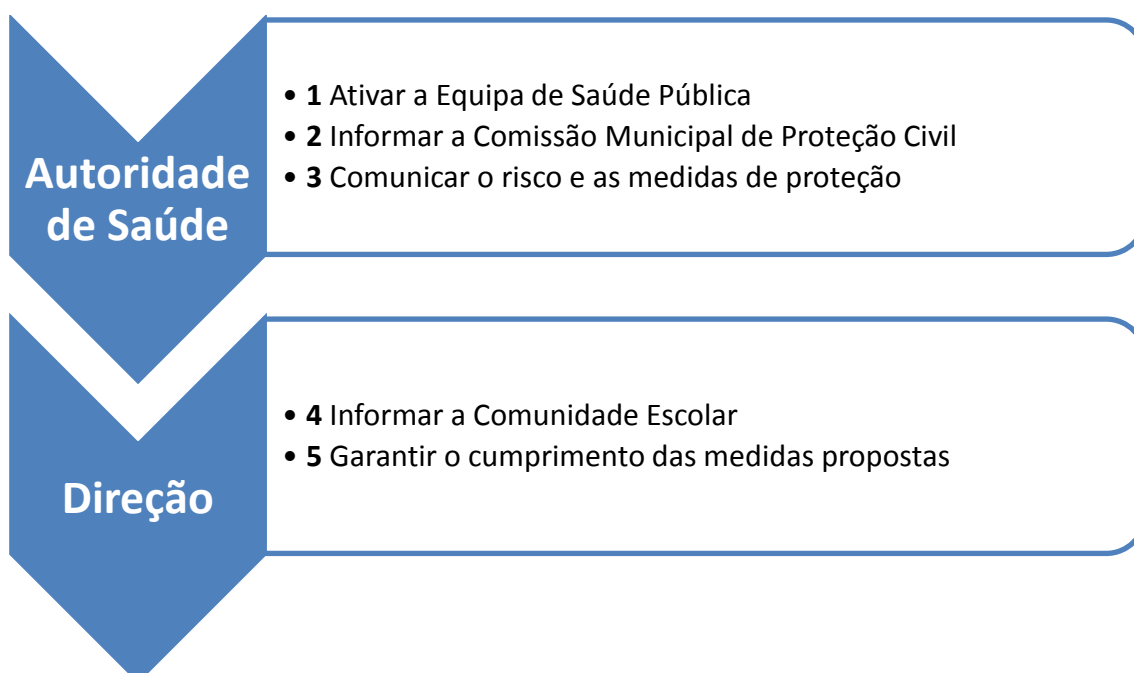 Autoridade
de Saúde
• 1 Ativar a Equipa de Saúde Pública
• 2 Informar a Comissão Municipal de Proteção Civil
• 3 Comunicar o risco e as medidas de proteção
Direção
• 4 Informar a Comunidade Escolar
• 5 Garantir o cumprimento das medidas propostas